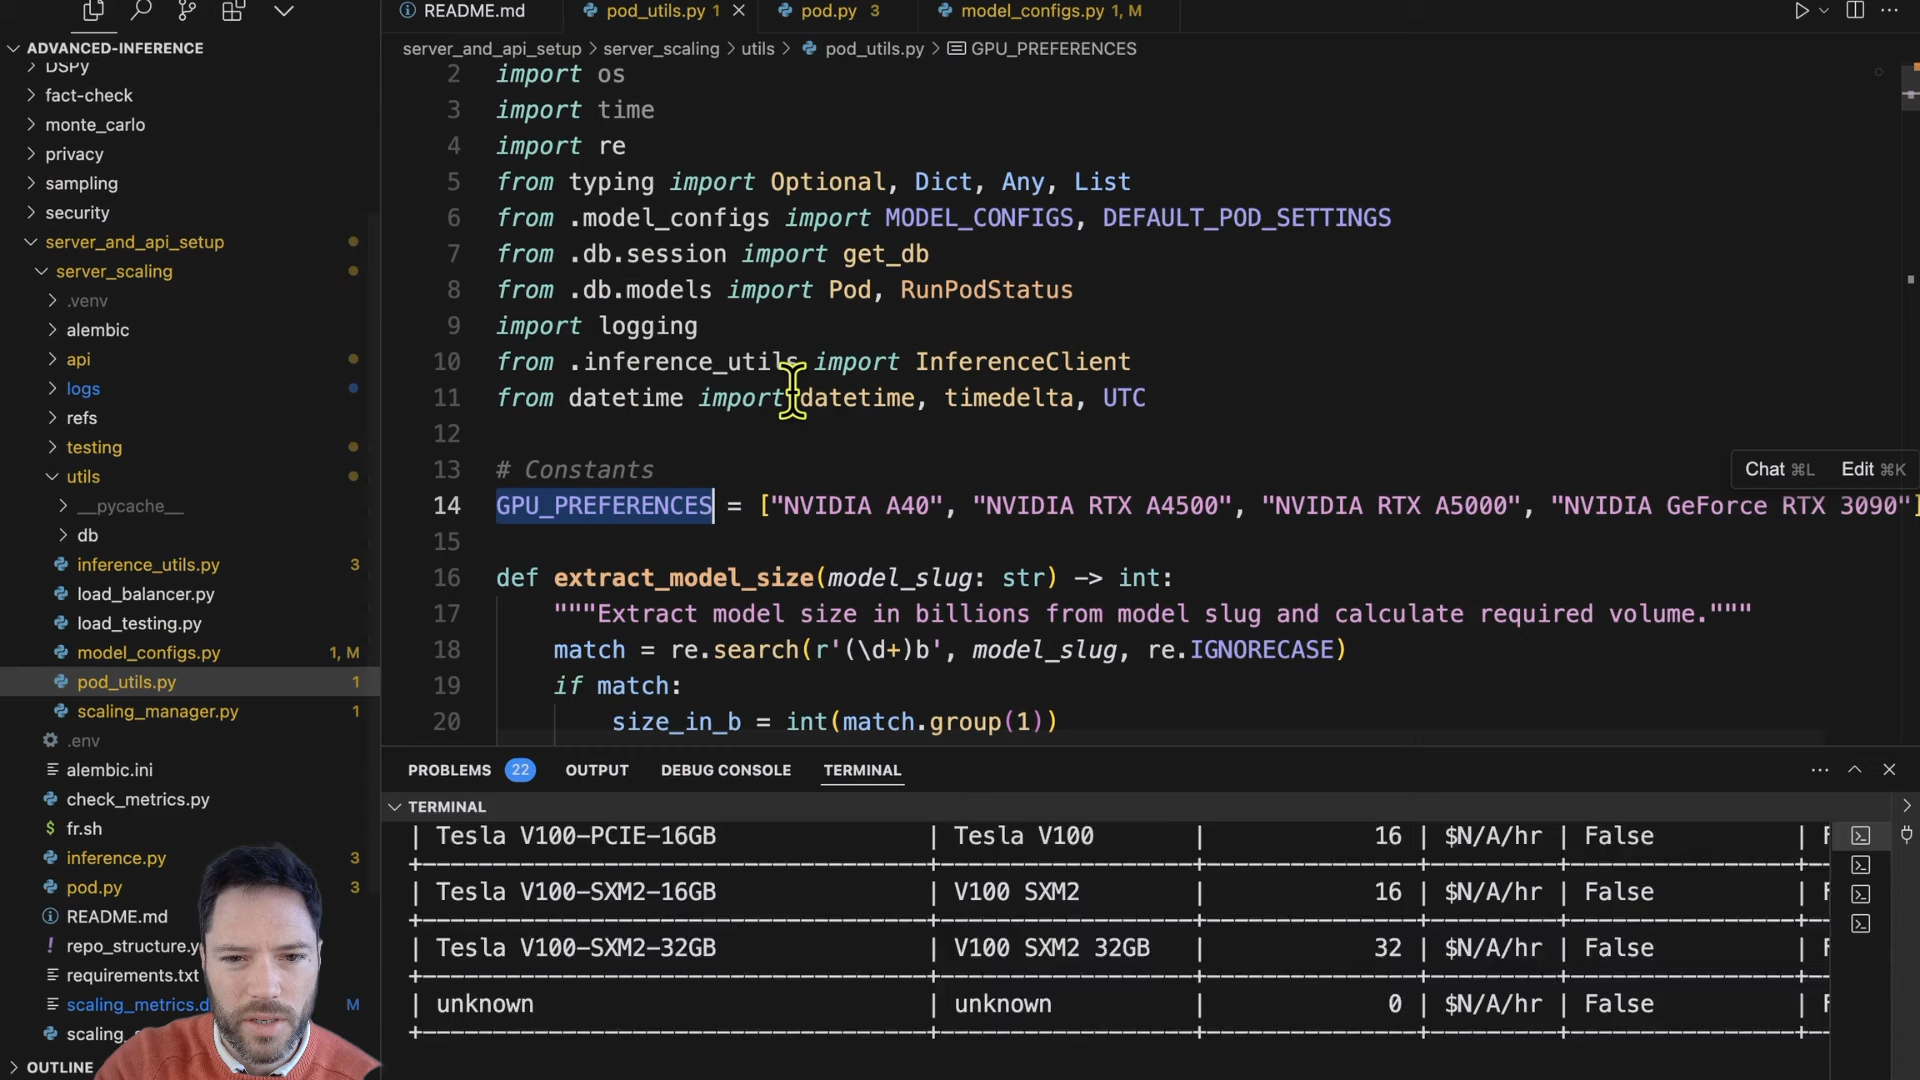 README.md
pod_utils.py 1
pod.py 3
model_configs.py 1, M
ADVANCED-INFERENCE
DSPy
fact-check
monte_carlo
privacy
sampling
security
server_and_api_setup
server_scaling
.venv
alembic
api
logs
refs
testing
utils
__pycache__
db
inference_utils.py 3
load_balancer.py
load_testing.py
model_configs.py 1, M
pod_utils.py 1
scaling_manager.py 1
.env
alembic.ini
check_metrics.py
$ fr.sh
inference.py 3
pod.py 3
README.md
! repo_structure.y
requirements.txt
scaling_metrics.d M
scaling_
OUTLINE
server_and_api_setup > server_scaling > utils > pod_utils.py > GPU_PREFERENCES
2 import os
3 import time
4 import re
5 from typing import Optional, Dict, Any, List
6 from .model_configs import MODEL_CONFIGS, DEFAULT_POD_SETTINGS
7 from .db.session import get_db
8 from .db.models import Pod, RunPodStatus
9 import logging
10 from .inference_utils import InferenceClient
11 from datetime import datetime, timedelta, UTC
12
13 # Constants
Chat ⌘L Edit ⌘K
14 GPU_PREFERENCES = ["NVIDIA A40", "NVIDIA RTX A4500", "NVIDIA RTX A5000", "NVIDIA GeForce RTX 3090"]
15
16 def extract_model_size(model_slug: str) -> int:
17 """Extract model size in billions from model slug and calculate required volume."""
18 match = re.search(r'(\d+)b', model_slug, re.IGNORECASE)
19 if match:
20 size_in_b = int(match.group(1))
PROBLEMS 22 OUTPUT DEBUG CONSOLE TERMINAL
TERMINAL
| Tesla V100-PCIE-16GB | Tesla V100 | 16 | $N/A/hr | False | F
| Tesla V100-SXM2-16GB | V100 SXM2 | 16 | $N/A/hr | False | F
| Tesla V100-SXM2-32GB | V100 SXM2 32GB | 32 | $N/A/hr | False | F
| unknown | unknown | 0 | $N/A/hr | False | F